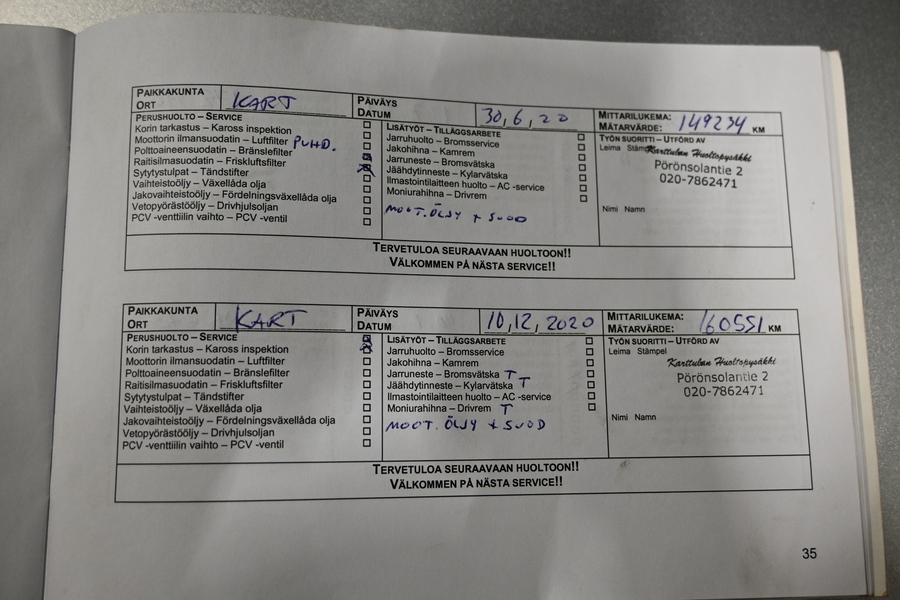 PAIKKAKUNTA
ORT
KART
PÄIVÄYS
DATUM
30,6,20
MITTARILUKEMA:
MÄTARVÄRDE: 149234 KM
PERUSHUOLTO – SERVICE
Korin tarkastus – Kaross inspektion
Moottorin ilmansuodatin – Luftfilter PUHD.
Polttoaineensuodatin – Bränslefilter
Raitisilmasuodatin – Friskluftsfilter
Sytytystulpat – Tändstifter
Vaihteistoöljy – Växellåda olja
Jakovaihteistoöljy – Fördelningsväxellåda olja
Vetopyörästööljy – Drivhjulsoljan
PCV -venttiilin vaihto – PCV -ventil
LISÄTYÖT – TILLÄGGSARBETE
Jarruhuolto – Bromsservice
Jakohihna – Kamrem
Jarruneste – Bromsvätska
Jäähdytinneste – Kylarvätska
Ilmastointilaitteen huolto – AC -service
Moniurahihna – Drivrem
MOOT.ÖLJY + SUOD
TYÖN SUORITTI – UTFÖRD AV
Leima Stämpel
Karttulan Huoltopysäkki
Pörönsolantie 2
020-7862471
Nimi Namn
TERVETULOA SEURAAVAAN HUOLTOON!!
VÄLKOMMEN PÅ NÄSTA SERVICE!!
PAIKKAKUNTA
ORT
KART
PÄIVÄYS
DATUM
10,12,2020
MITTARILUKEMA:
MÄTARVÄRDE: 160551 KM
PERUSHUOLTO – SERVICE
Korin tarkastus – Kaross inspektion
Moottorin ilmansuodatin – Luftfilter
Polttoaineensuodatin – Bränslefilter
Raitisilmasuodatin – Friskluftsfilter
Sytytystulpat – Tändstifter
Vaihteistoöljy – Växellåda olja
Jakovaihteistoöljy – Fördelningsväxellåda olja
Vetopyörästööljy – Drivhjulsoljan
PCV -venttiilin vaihto – PCV -ventil
LISÄTYÖT – TILLÄGGSARBETE
Jarruhuolto – Bromsservice
Jakohihna – Kamrem
Jarruneste – Bromsvätska T
Jäähdytinneste – Kylarvätska T
Ilmastointilaitteen huolto – AC -service
Moniurahihna – Drivrem T
MOOT. ÖLJY + SUOD
TYÖN SUORITTI – UTFÖRD AV
Leima Stämpel
Karttulan Huoltopysäkki
Pörönsolantie 2
020-7862471
Nimi Namn
TERVETULOA SEURAAVAAN HUOLTOON!!
VÄLKOMMEN PÅ NÄSTA SERVICE!!
35